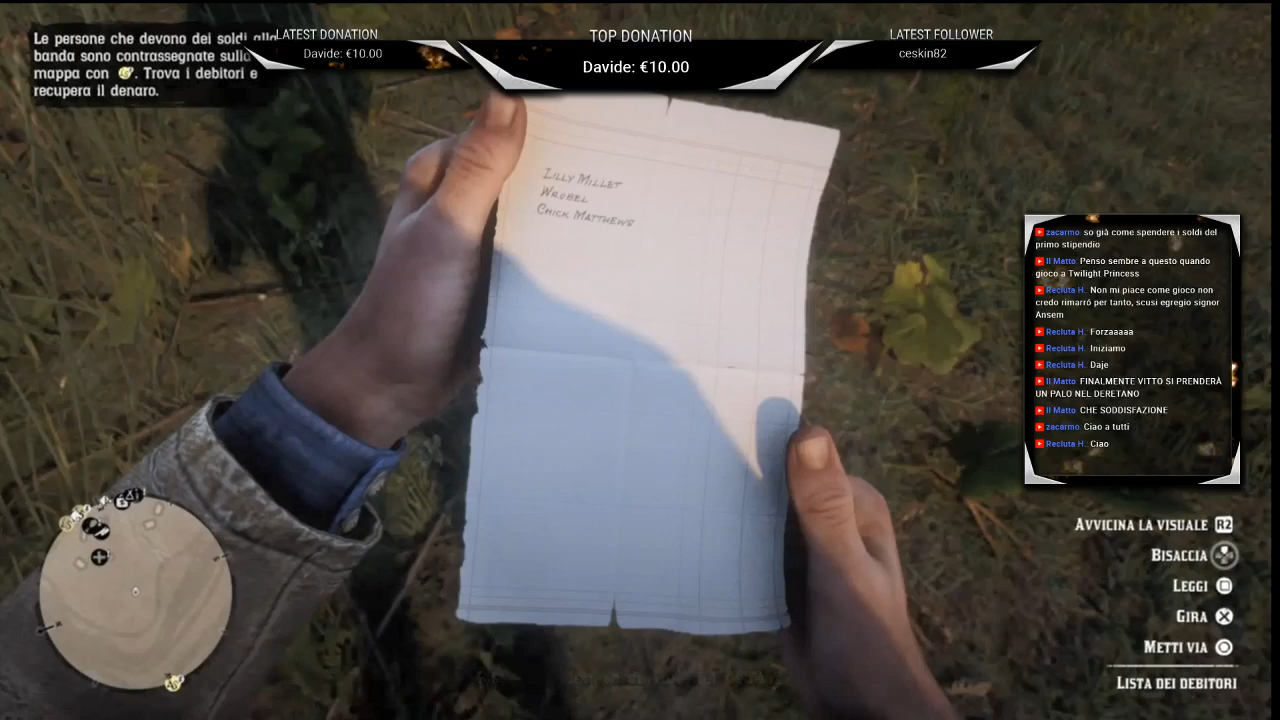 Le persone che devono dei soldi alla
banda sono contrassegnate sulla
mappa con . Trova i debitori e
recupera il denaro.
LATEST DONATION
Davide: €10.00
TOP DONATION
Davide: €10.00
LATEST FOLLOWER
ceskin82
LILLY MILLET
WROBEL
CHICK MATTHEWS
zacarmo so già come spendere i soldi del
primo stipendio
Il Matto: Penso sembre a questo quando
gioco a Twilight Princess
Recluta H.: Non mi piace come gioco non
credo rimarró per tanto, scusi egregio signor
Ansem
Recluta H.: Forzaaaaa
Recluta H.: Iniziamo
Recluta H.: Daje
Il Matto: FINALMENTE VITTO SI PRENDERÀ
UN PALO NEL DERETANO
Il Matto: CHE SODDISFAZIONE
zacarmo: Ciao a tutti
Recluta H.: Ciao
AVVICINA LA VISUALE R2
BISACCIA
LEGGI
GIRA
METTI VIA
LISTA DEI DEBITORI